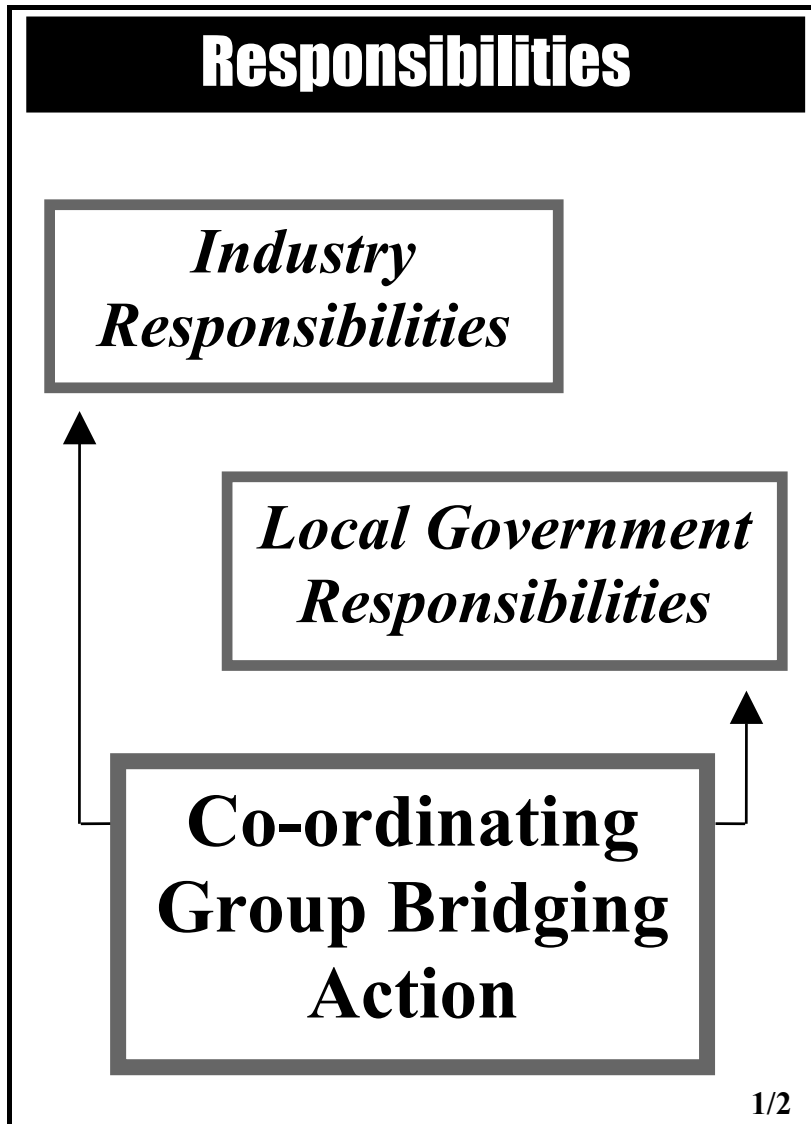 Responsibilities
Industry
Responsibilities
Local Government
Responsibilities
Co-ordinating
Group Bridging
Action
1/2